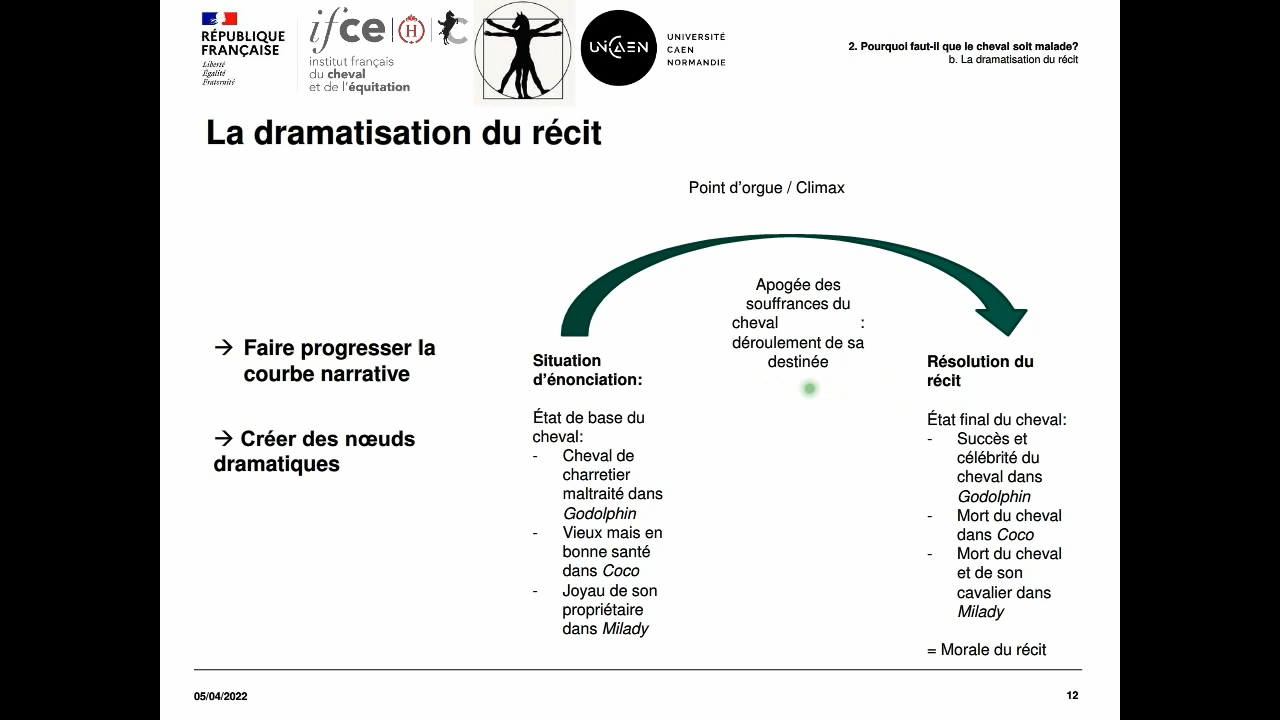 RÉPUBLIQUE
FRANÇAISE
Liberté
Égalité
Fraternité
ifce
H
institut français
du cheval
et de l'équitation
UNICAEN
UNIVERSITÉ
CAEN
NORMANDIE
2. Pourquoi faut-il que le cheval soit malade?
b. La dramatisation du récit
La dramatisation du récit
Point d'orgue / Climax
→ Faire progresser la
courbe narrative
→ Créer des nœuds
dramatiques
Situation
d'énonciation:
État de base du
cheval:
- Cheval de
charretier
maltraité dans
Godolphin
- Vieux mais en
bonne santé
dans Coco
- Joyau de son
propriétaire
dans Milady
Apogée des
souffrances du
cheval :
déroulement de sa
destinée
Résolution du
récit
État final du cheval:
- Succès et
célébrité du
cheval dans
Godolphin
- Mort du cheval
dans Coco
- Mort du cheval
et de son
cavalier dans
Milady
= Morale du récit
05/04/2022
12